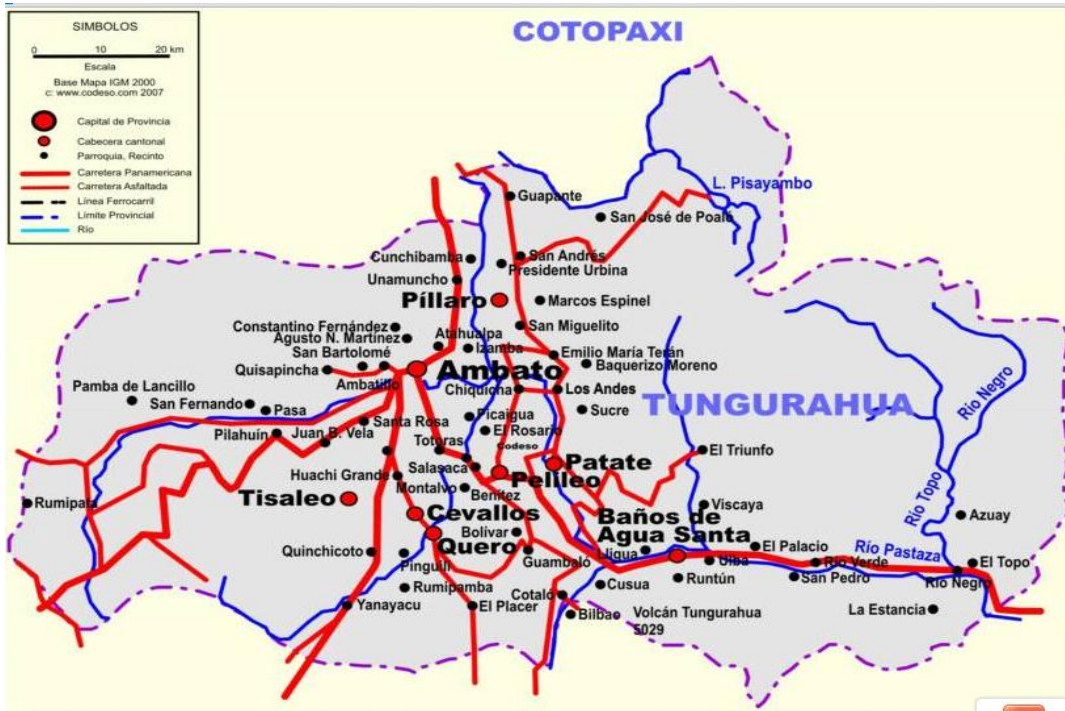 SIMBOLOS
0 10 20 km
Escala
Base Mapa IGM 2000
c: www.codeso.com 2007
Capital de Provincia
Cabecera cantonal
Parroquia, Recinto
Carretera Panamericana
Carretera Asfaltada
Línea Ferrocarril
Límite Provincial
Río
COTOPAXI
L. Pisayambo
Guapante
San José de Poaló
Cunchibamba
San Andrés
Presidente Urbina
Unamuncho
Píllaro
Marcos Espinel
Constantino Fernández
San Miguelito
Agusto N. Martínez
Atahualpa
Izamba
San Bartolomé
Emilio María Terán
Quisapincha
Ambato
Baquerizo Moreno
Ambatillo
Pamba de Lancillo
Chiquicha
Los Andes
San Fernando
Pasa
TUNGURAHUA
Río Negro
Picaigua
Sucre
Santa Rosa
El Rosario
Pilahuín
Juan B. Vela
Totoras
Codeso
El Triunfo
Salasaca
Patate
Huachi Grande
Pelileo
Montalvo
Benítez
Tisaleo
Rumipata
Viscaya
Río Topo
Cevallos
Baños de
Agua Santa
Azuay
Bolívar
Quero
El Palacio
Río Pastaza
Quinchicoto
Pinguilí
Guambaló
Lligua
Ulba
Río Verde
El Topo
Runtún
San Pedro
Río Negro
Rumipamba
Cusua
Cotaló
Yanayacu
El Placer
Bilbao
Volcán Tungurahua
5029
La Estancia